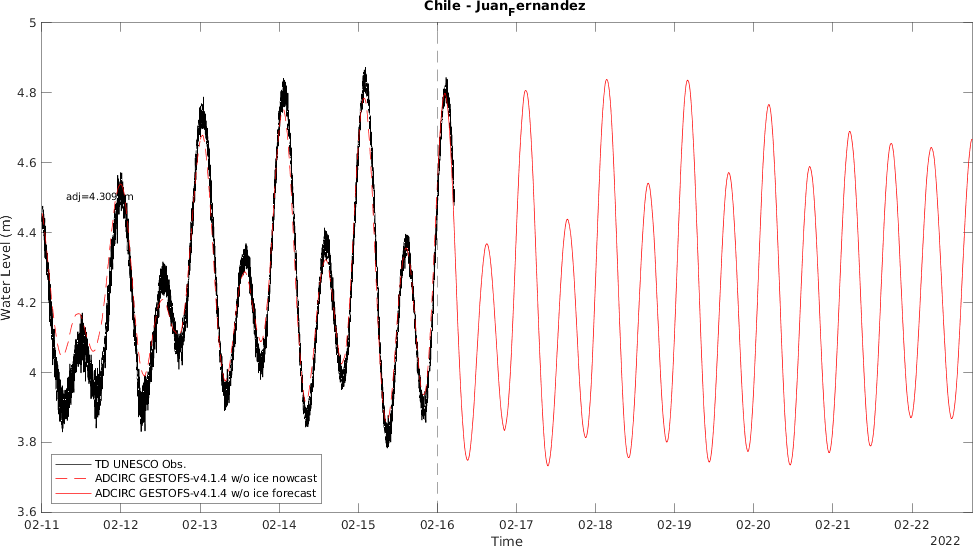 Chile - JuanFernandez
5
4.8
4.6
4.4
4.2
4
3.8
3.6
Water Level (m)
adj=4.309 m
TD UNESCO Obs.
ADCIRC GESTOFS-v4.1.4 w/o ice nowcast
ADCIRC GESTOFS-v4.1.4 w/o ice forecast
02-11 02-12 02-13 02-14 02-15 02-16 02-17 02-18 02-19 02-20 02-21 02-22
Time
2022